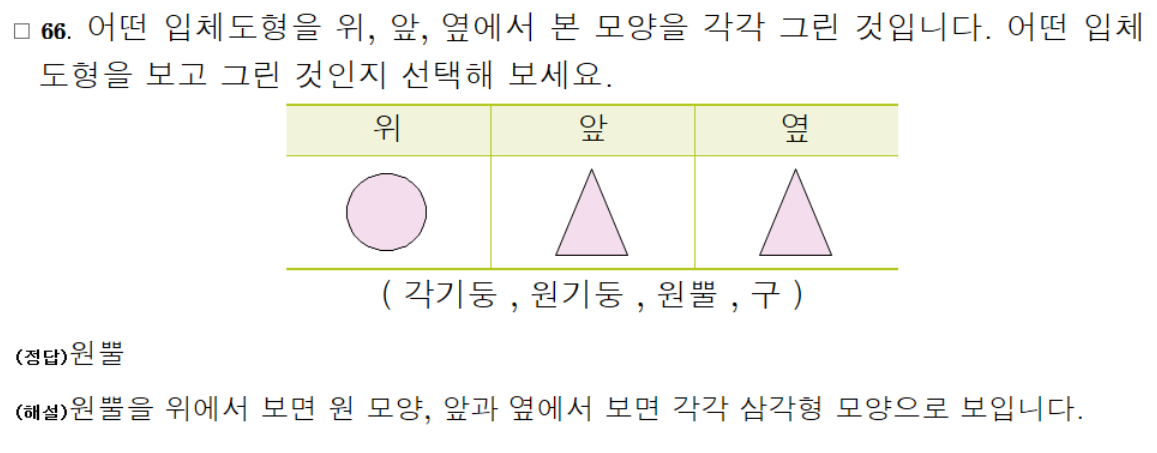 □ 66. 어떤 입체도형을 위, 앞, 옆에서 본 모양을 각각 그린 것입니다. 어떤 입체
도형을 보고 그린 것인지 선택해 보세요.
위 앞 옆
( 각기둥 , 원기둥 , 원뿔 , 구 )
(정답)원뿔
(해설)원뿔을 위에서 보면 원 모양, 앞과 옆에서 보면 각각 삼각형 모양으로 보입니다.